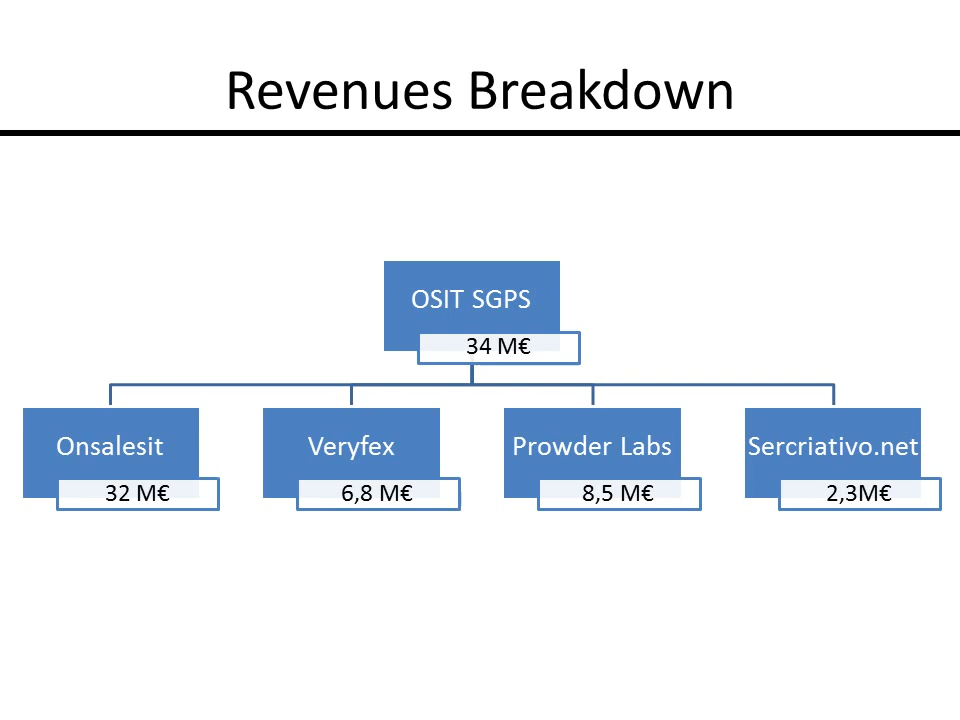 Revenues Breakdown
OSIT SGPS
34 M€
Onsalesit
32 M€
Veryfex
6,8 M€
Prowder Labs
8,5 M€
Sercriativo.net
2,3M€